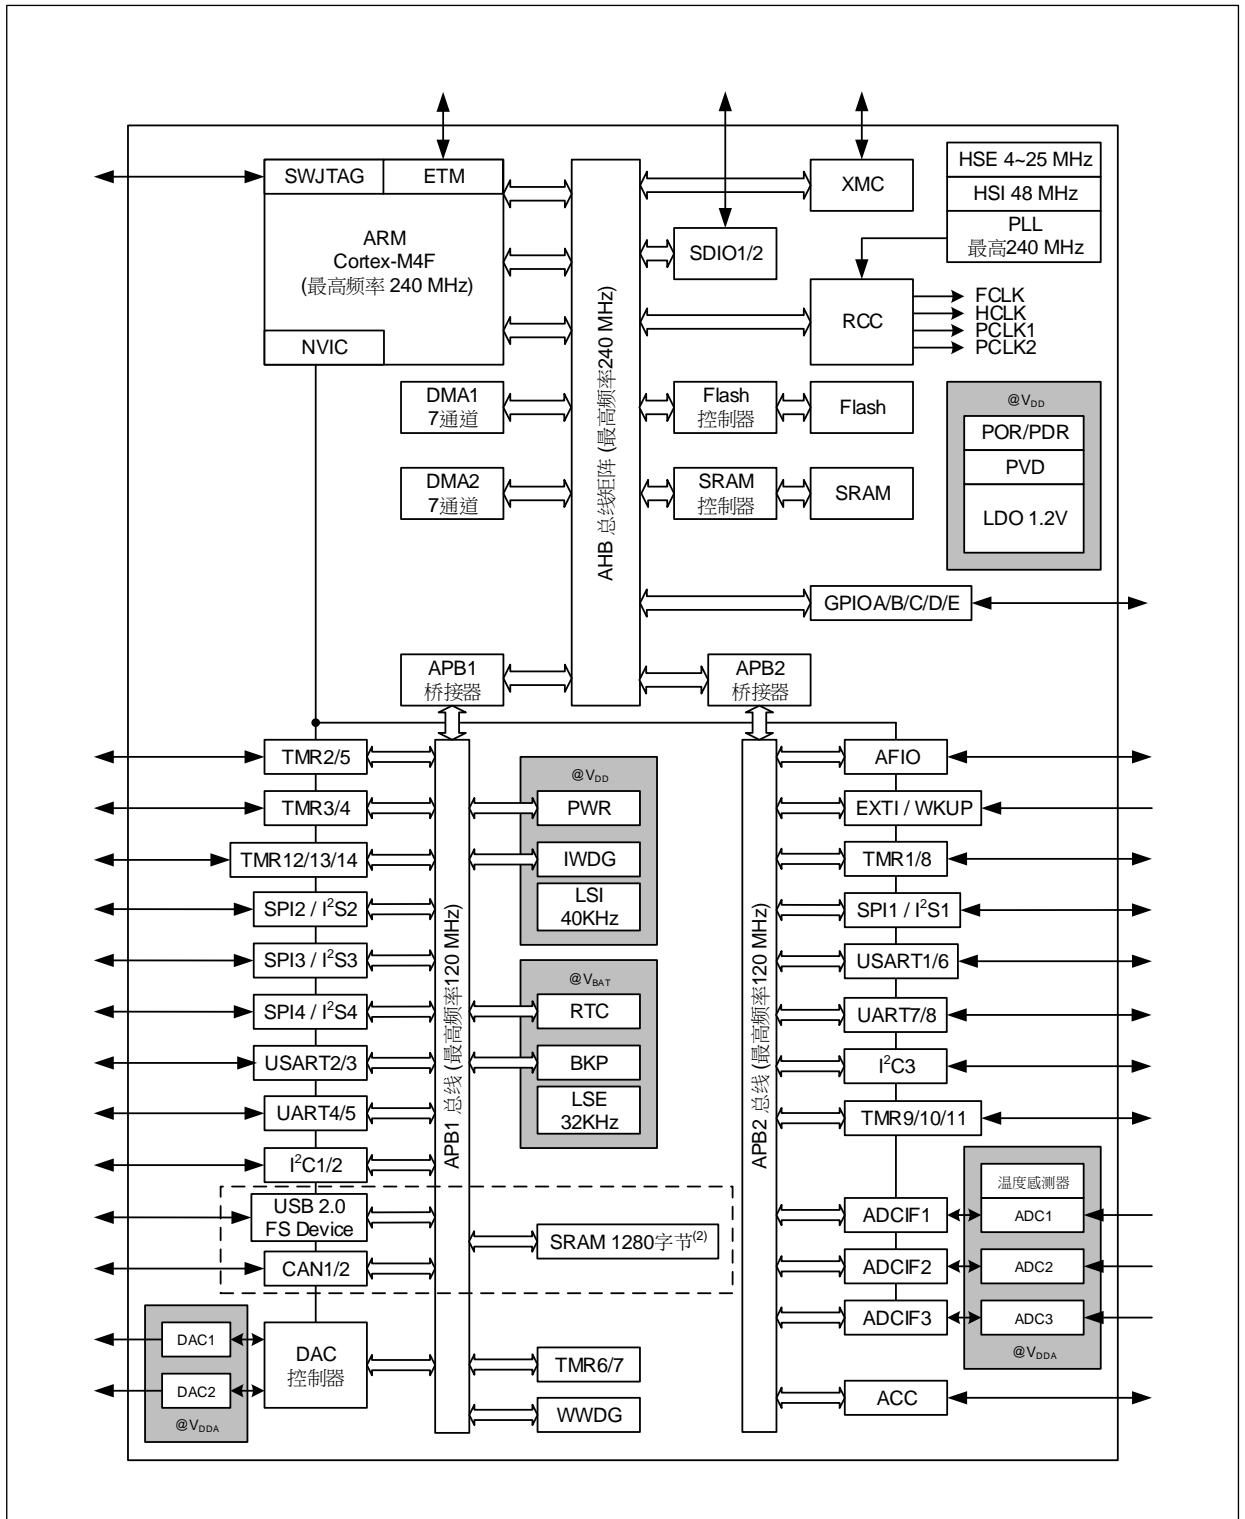 SWJTAG
ETM
ARM
Cortex-M4F
(最高频率 240 MHz)
NVIC
AHB 总线矩阵 (最高频率240 MHz)
XMC
SDIO1/2
HSE 4~25 MHz
HSI 48 MHz
PLL
最高240 MHz
RCC
FCLK
HCLK
PCLK1
PCLK2
DMA1
7通道
DMA2
7通道
Flash
控制器
Flash
SRAM
控制器
SRAM
@VDD
POR/PDR
PVD
LDO 1.2V
GPIOA/B/C/D/E
APB1
桥接器
APB2
桥接器
TMR2/5
TMR3/4
TMR12/13/14
SPI2 / I²S2
SPI3 / I²S3
SPI4 / I²S4
USART2/3
UART4/5
I²C1/2
USB 2.0
FS Device
CAN1/2
DAC1
DAC2
@VDDA
DAC
控制器
APB1 总线 (最高频率120 MHz)
@VDD
PWR
IWDG
LSI
40KHz
@VBAT
RTC
BKP
LSE
32KHz
SRAM 1280字节(2)
TMR6/7
WWDG
APB2 总线 (最高频率120 MHz)
AFIO
EXTI / WKUP
TMR1/8
SPI1 / I²S1
USART1/6
UART7/8
I²C3
TMR9/10/11
ADCIF1
ADCIF2
ADCIF3
温度感测器
ADC1
ADC2
ADC3
@VDDA
ACC